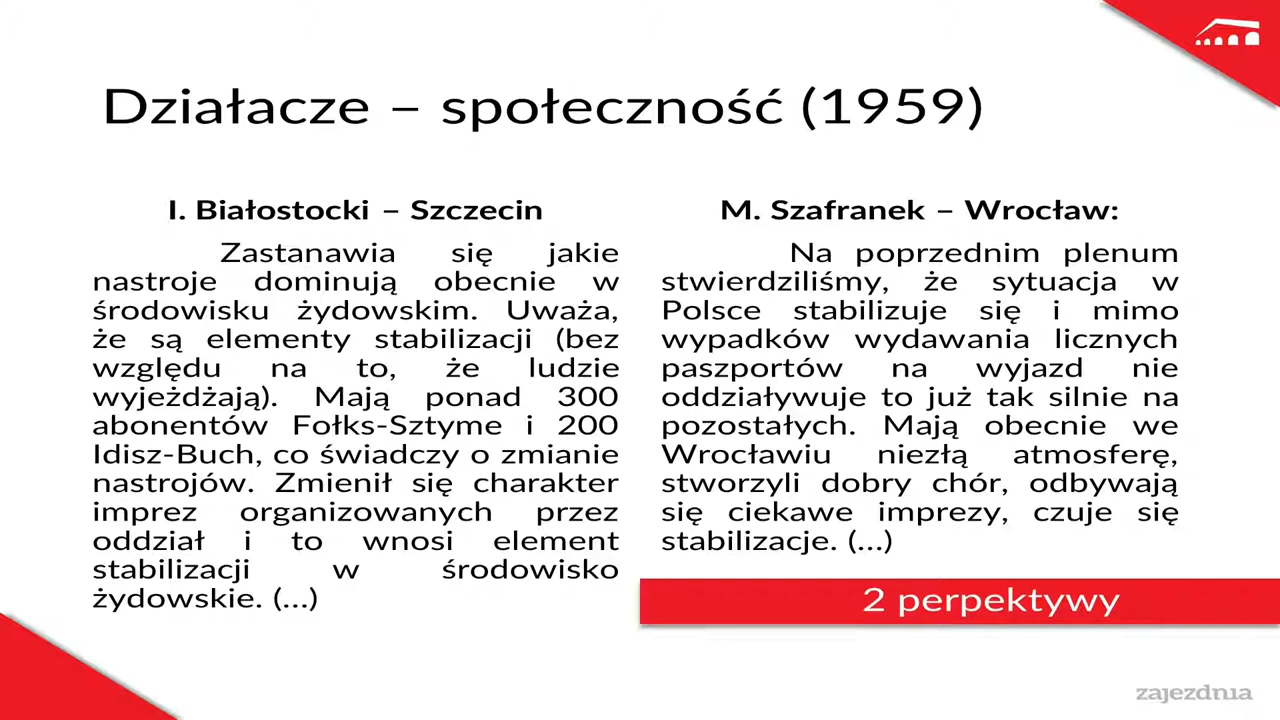 Działacze – społeczność (1959)
I. Białostocki – Szczecin
Zastanawia się jakie
nastroje dominują obecnie w
środowisku żydowskim. Uważa,
że są elementy stabilizacji (bez
względu na to, że ludzie
wyjeżdżają). Mają ponad 300
abonentów Fołks-Sztyme i 200
Idisz-Buch, co świadczy o zmianie
nastrojów. Zmienił się charakter
imprez organizowanych przez
oddział i to wnosi element
stabilizacji w środowisko
żydowskie. (...)
M. Szafranek – Wrocław:
Na poprzednim plenum
stwierdziliśmy, że sytuacja w
Polsce stabilizuje się i mimo
wypadków wydawania licznych
paszportów na wyjazd nie
oddziaływuje to już tak silnie na
pozostałych. Mają obecnie we
Wrocławiu niezłą atmosferę,
stworzyli dobry chór, odbywają
się ciekawe imprezy, czuje się
stabilizacje. (...)
2 perpektywy
zajezdnia